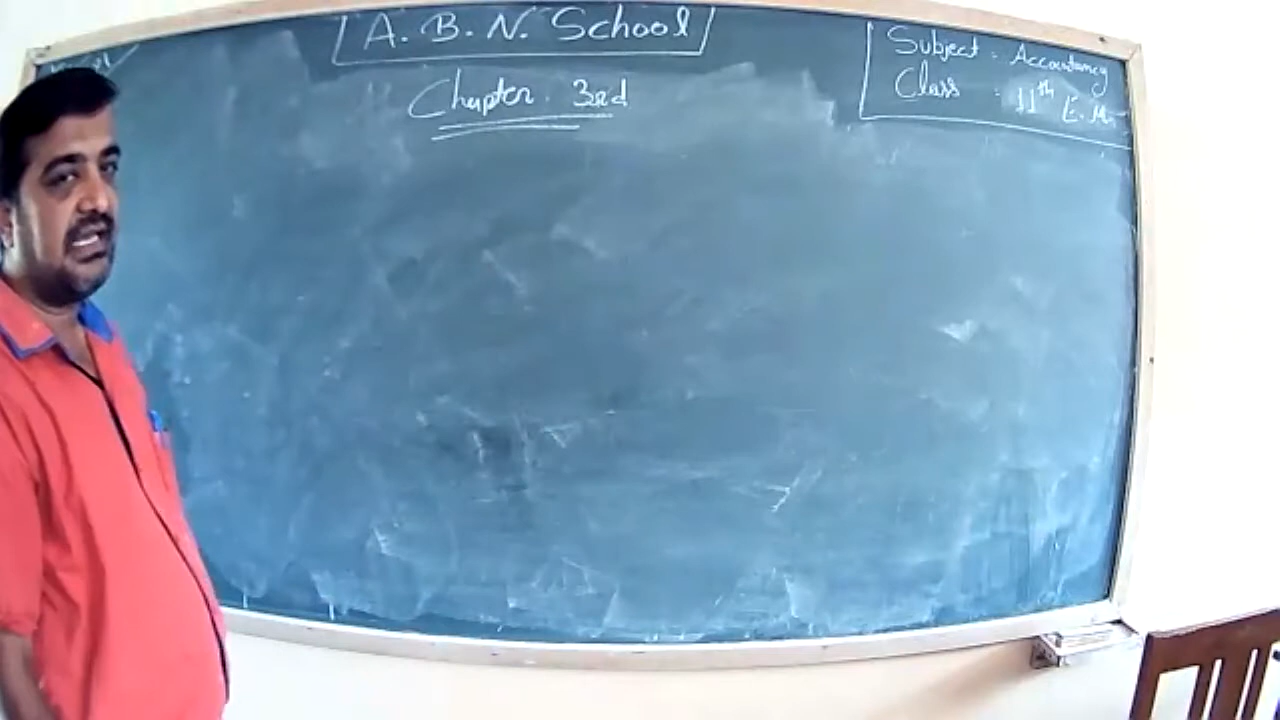 A. B. N. School
Subject : Accountancy
Class : 11th E.M.
Chapter. 3rd